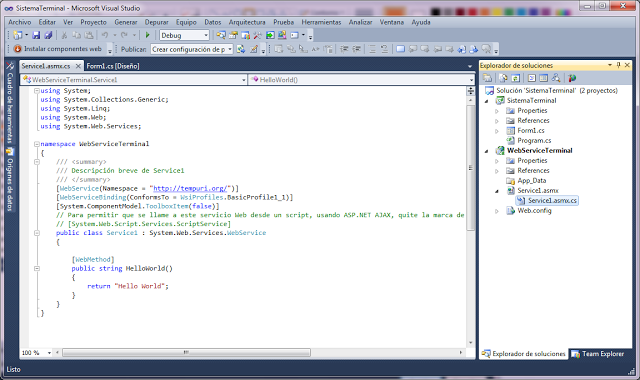 SistemaTerminal - Microsoft Visual Studio
Archivo Editar Ver Proyecto Generar Depurar Equipo Datos Arquitectura Prueba Herramientas Analizar Ventana Ayuda
Debug
Instalar componentes web Publicar: Crear configuración de p
Service1.asmx.cs Form1.cs [Diseño]
WebServiceTerminal.Service1 HelloWorld()
Cuadro de herramientas
Orígenes de datos
using System;
using System.Collections.Generic;
using System.Linq;
using System.Web;
using System.Web.Services;
namespace WebServiceTerminal
{
/// <summary>
/// Descripción breve de Service1
/// </summary>
[WebService(Namespace = "http://tempuri.org/")]
[WebServiceBinding(ConformsTo = WsiProfiles.BasicProfile1_1)]
[System.ComponentModel.ToolboxItem(false)]
// Para permitir que se llame a este servicio Web desde un script, usando ASP.NET AJAX, quite la marca de
// [System.Web.Script.Services.ScriptService]
public class Service1 : System.Web.Services.WebService
{
[WebMethod]
public string HelloWorld()
{
return "Hello World";
}
}
}
100 %
Explorador de soluciones
Solución 'SistemaTerminal' (2 proyectos)
SistemaTerminal
Properties
References
Form1.cs
Program.cs
WebServiceTerminal
Properties
References
App_Data
Service1.asmx
Service1.asmx.cs
Web.config
Explorador de soluciones Team Explorer
Listo